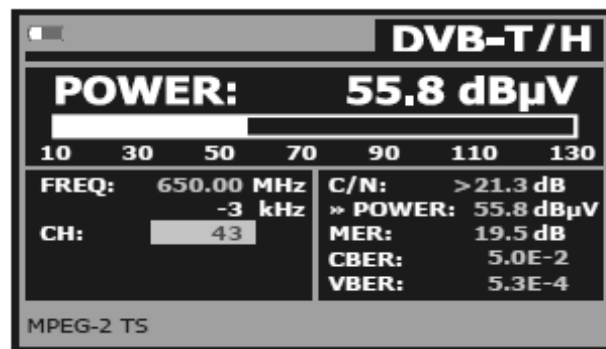 DVB-T/H
POWER: 55.8 dBµV
10 30 50 70 90 110 130
FREQ: 650.00 MHz
-3 kHz
CH: 43
C/N: >21.3 dB
» POWER: 55.8 dBµV
MER: 19.5 dB
CBER: 5.0E-2
VBER: 5.3E-4
MPEG-2 TS